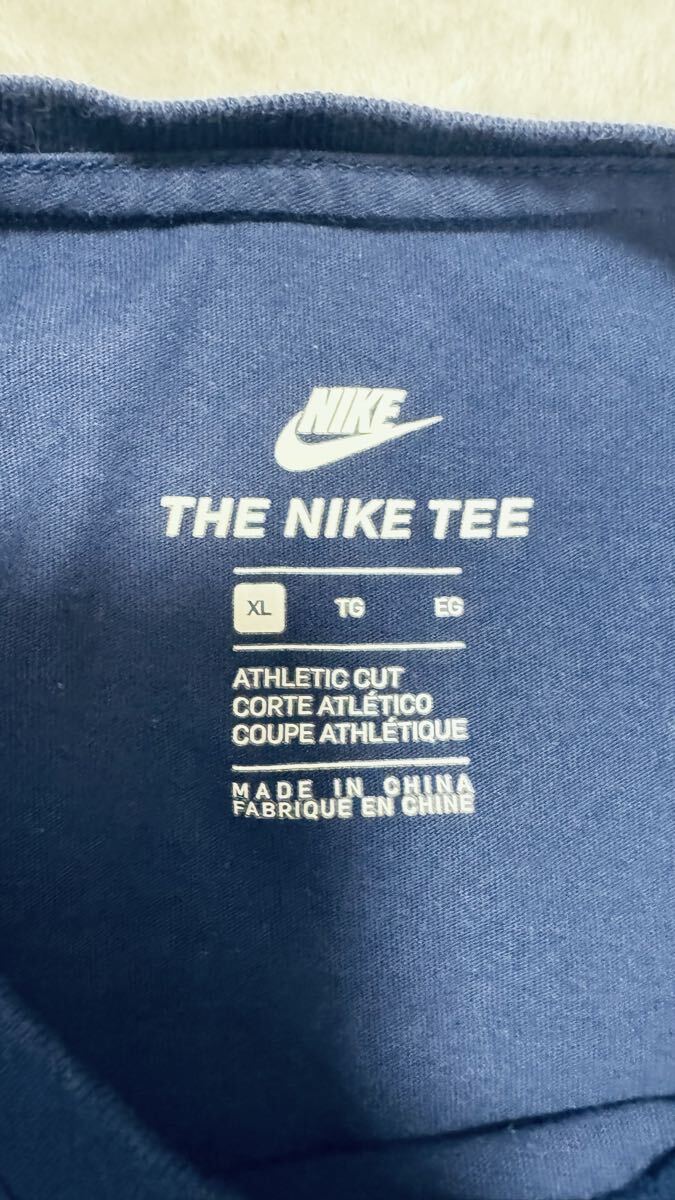 NIKE
THE NIKE TEE
XL TG EG
ATHLETIC CUT
CORTE ATLÉTICO
COUPE ATHLÉTIQUE
MADE IN CHINA
FABRIQUE EN CHINE